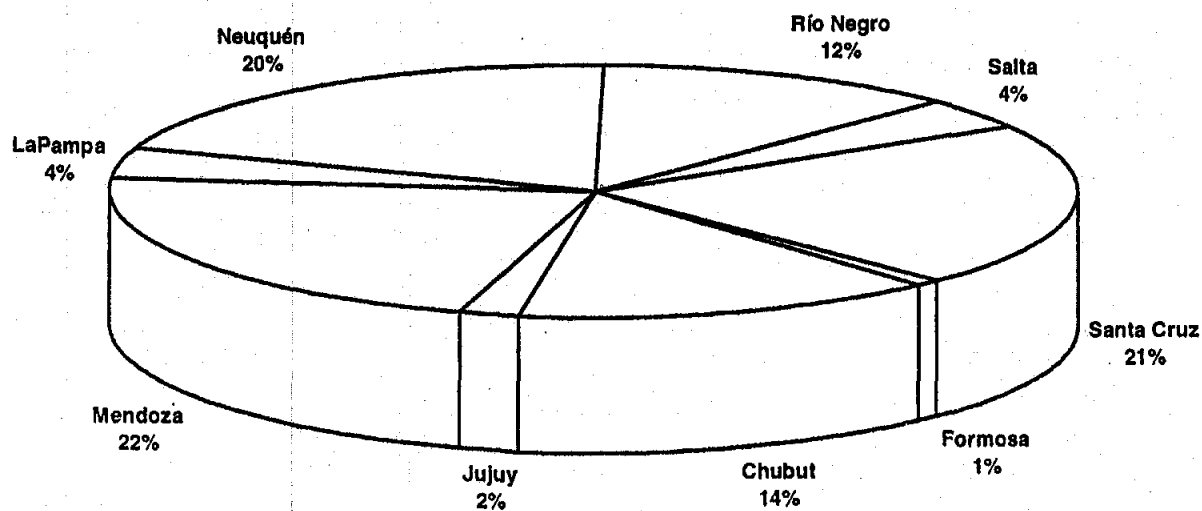 Neuquén
20%
Río Negro
12%
Salta
4%
LaPampa
4%
Santa Cruz
21%
Mendoza
22%
Formosa
1%
Jujuy
2%
Chubut
14%